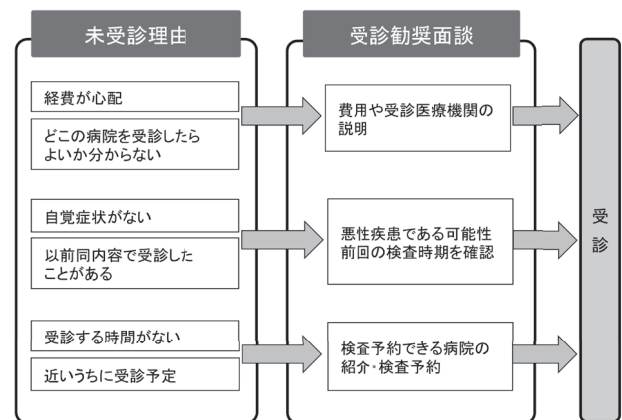 未受診理由
受診勧奨面談
経費が心配
どこの病院を受診したら
よいか分からない
費用や受診医療機関の
説明
自覚症状がない
以前同内容で受診した
ことがある
悪性疾患である可能性
前回の検査時期を確認
受診する時間がない
近いうちに受診予定
検査予約できる病院の
紹介・検査予約
受診